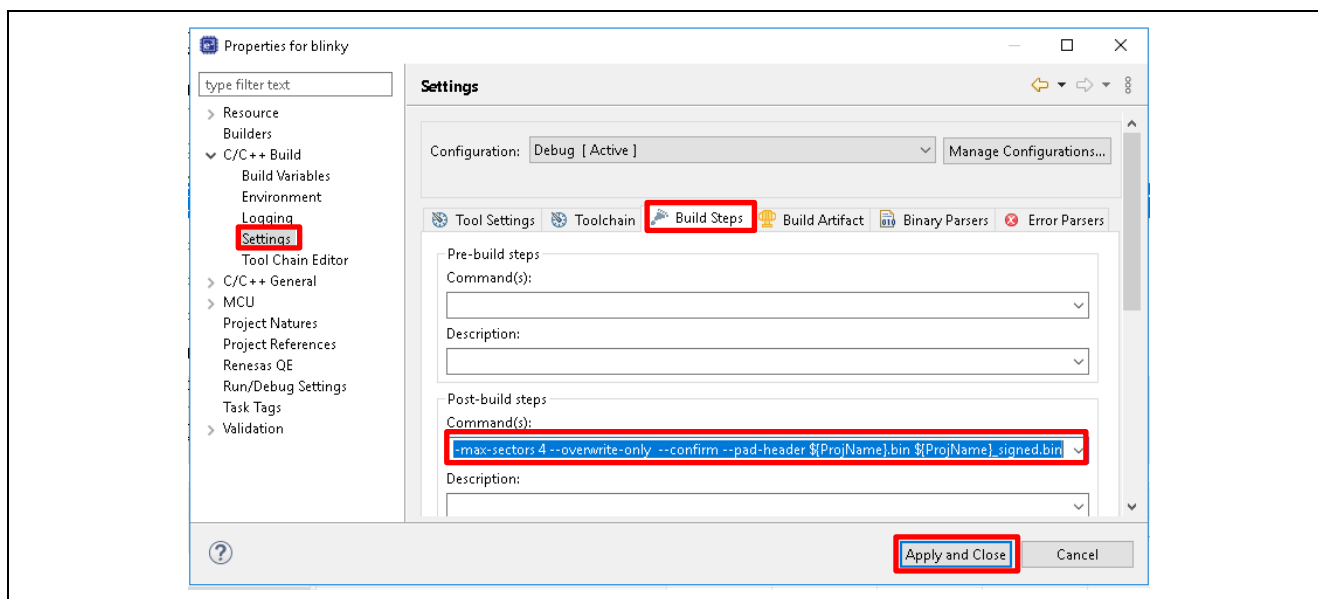 Properties for blinky
type filter text
Settings
Resource
Builders
C/C++ Build
Build Variables
Environment
Logging
Settings
Tool Chain Editor
C/C++ General
MCU
Project Natures
Project References
Renesas QE
Run/Debug Settings
Task Tags
Validation
Configuration: Debug [ Active ] Manage Configurations...
Tool Settings Toolchain Build Steps Build Artifact Binary Parsers Error Parsers
Pre-build steps
Command(s):
Description:
Post-build steps
Command(s):
-max-sectors 4 --overwrite-only --confirm --pad-header ${ProjName}.bin ${ProjName}_signed.bin
Description:
Apply and Close Cancel